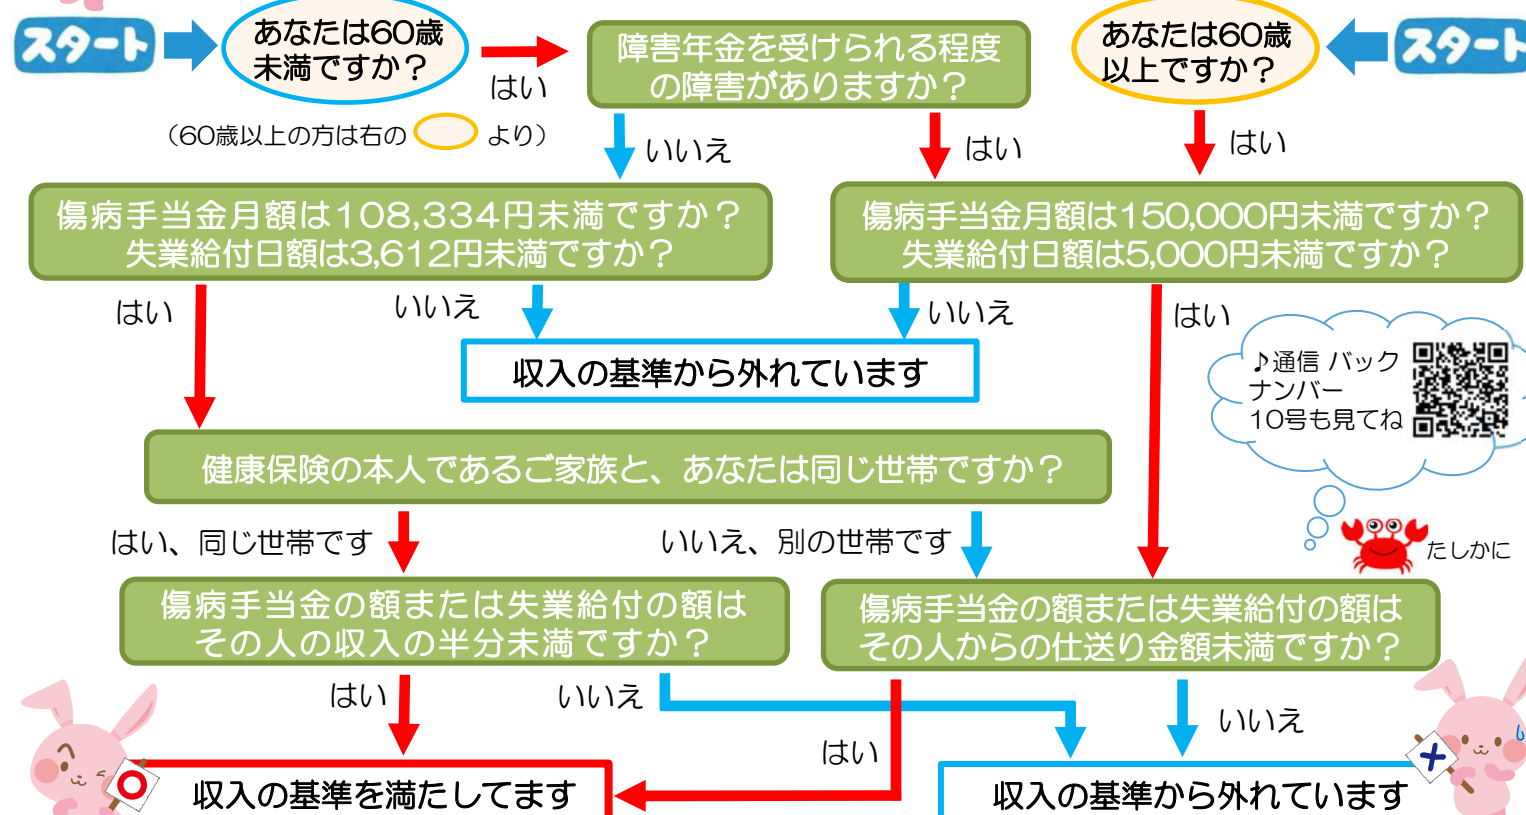 スタート
あなたは60歳
未満ですか？
はい
（60歳以上の方は右の　より）
障害年金を受けられる程度
の障害がありますか？
あなたは60歳
以上ですか？
スタート
いいえ
はい
はい
傷病手当金月額は108,334円未満ですか？
失業給付日額は3,612円未満ですか？
傷病手当金月額は150,000円未満ですか？
失業給付日額は5,000円未満ですか？
はい
いいえ
いいえ
はい
収入の基準から外れています
♪通信 バック
ナンバー
10号も見てね
たしかに
健康保険の本人であるご家族と、あなたは同じ世帯ですか？
はい、同じ世帯です
いいえ、別の世帯です
傷病手当金の額または失業給付の額は
その人の収入の半分未満ですか？
傷病手当金の額または失業給付の額は
その人からの仕送り金額未満ですか？
はい
いいえ
はい
いいえ
収入の基準を満たしてます
収入の基準から外れています